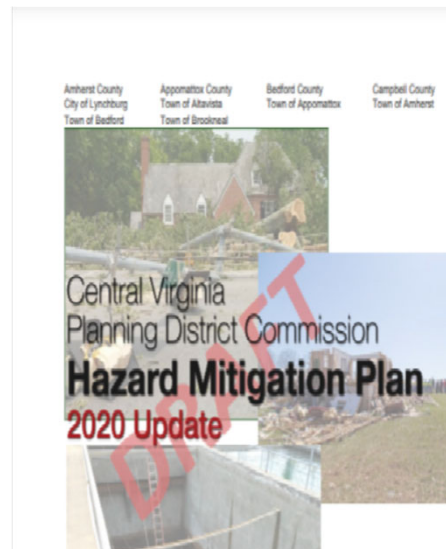 Amherst County Appomattox County Bedford County Campbell County
City of Lynchburg Town of Altavista Town of Appomattox Town of Amherst
Town of Bedford Town of Brookneal
Central Virginia
Planning District Commission
Hazard Mitigation Plan
2020 Update
DRAFT